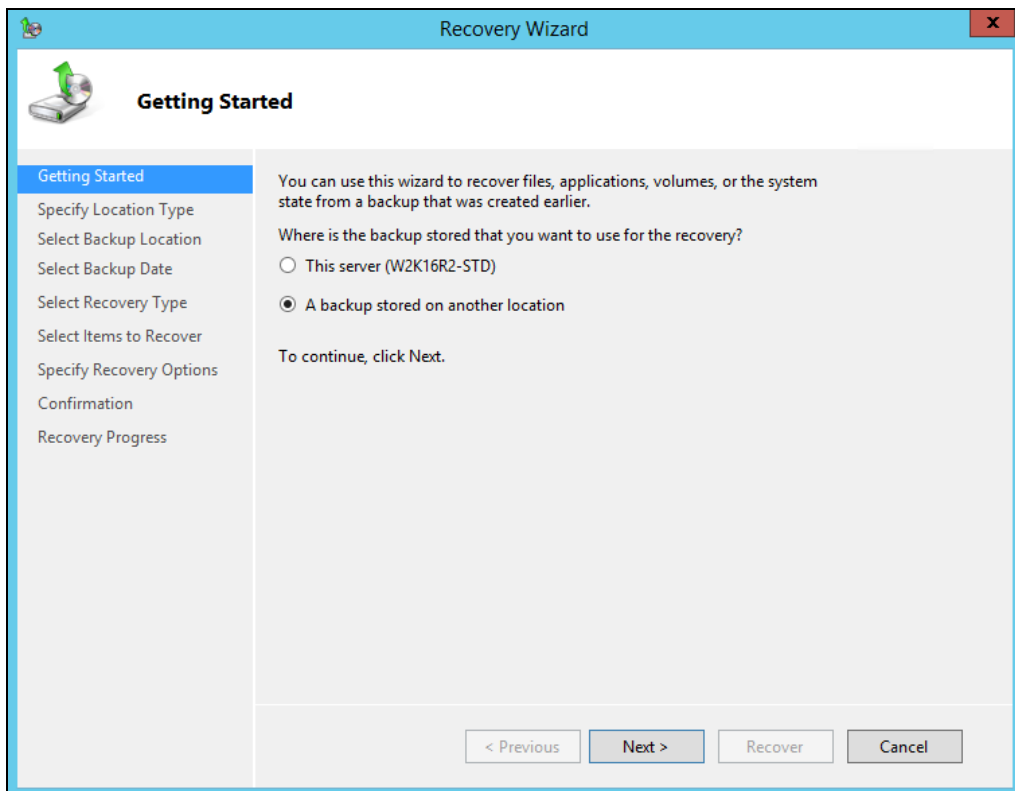 Recovery Wizard
x
Getting Started
Getting Started
Specify Location Type
Select Backup Location
Select Backup Date
Select Recovery Type
Select Items to Recover
Specify Recovery Options
Confirmation
Recovery Progress
You can use this wizard to recover files, applications, volumes, or the system
state from a backup that was created earlier.
Where is the backup stored that you want to use for the recovery?
This server (W2K16R2-STD)
A backup stored on another location
To continue, click Next.
< Previous
Next >
Recover
Cancel